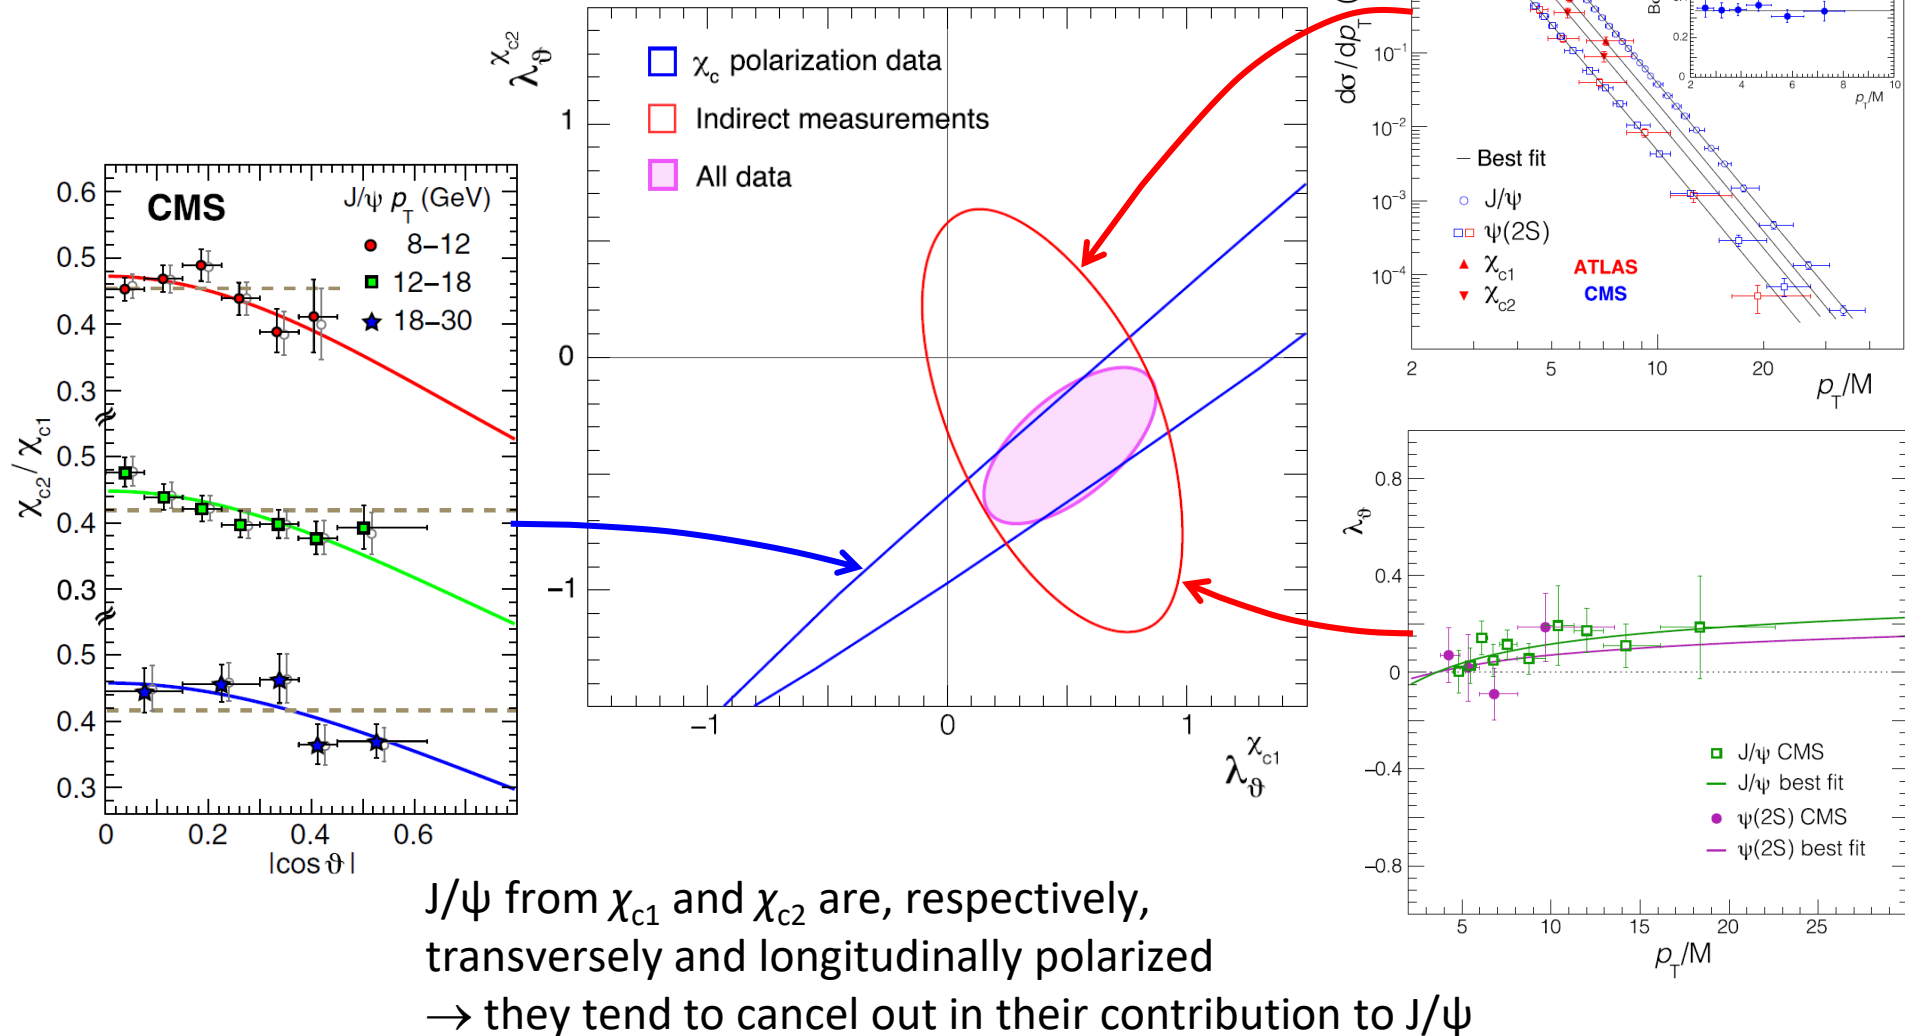 CMS
J/ψ p_T (GeV)
8−12
12−18
18−30
χ_c2 / χ_c1
0.6
0.5
0.4
0.3
0.5
0.4
0.3
0.5
0.4
0.3
0 0.2 0.4 0.6
|cos ϑ|
λ_ϑ^χ_c2
χ_c polarization data
Indirect measurements
All data
1
0
−1
−1 0 1
λ_ϑ^χ_c1
dσ / dp_T (
10^−1
10^−2
10^−3
10^−4
0.2
0
2 4 6 8 10
p_T/M
Best fit
J/ψ
ψ(2S)
χ_c1
χ_c2
ATLAS
CMS
2 5 10 20
p_T/M
λ_ϑ
0.8
0.4
0
−0.4
−0.8
J/ψ CMS
J/ψ best fit
ψ(2S) CMS
ψ(2S) best fit
5 10 15 20 25
p_T/M
J/ψ from χ_c1 and χ_c2 are, respectively,
transversely and longitudinally polarized
→ they tend to cancel out in their contribution to J/ψ